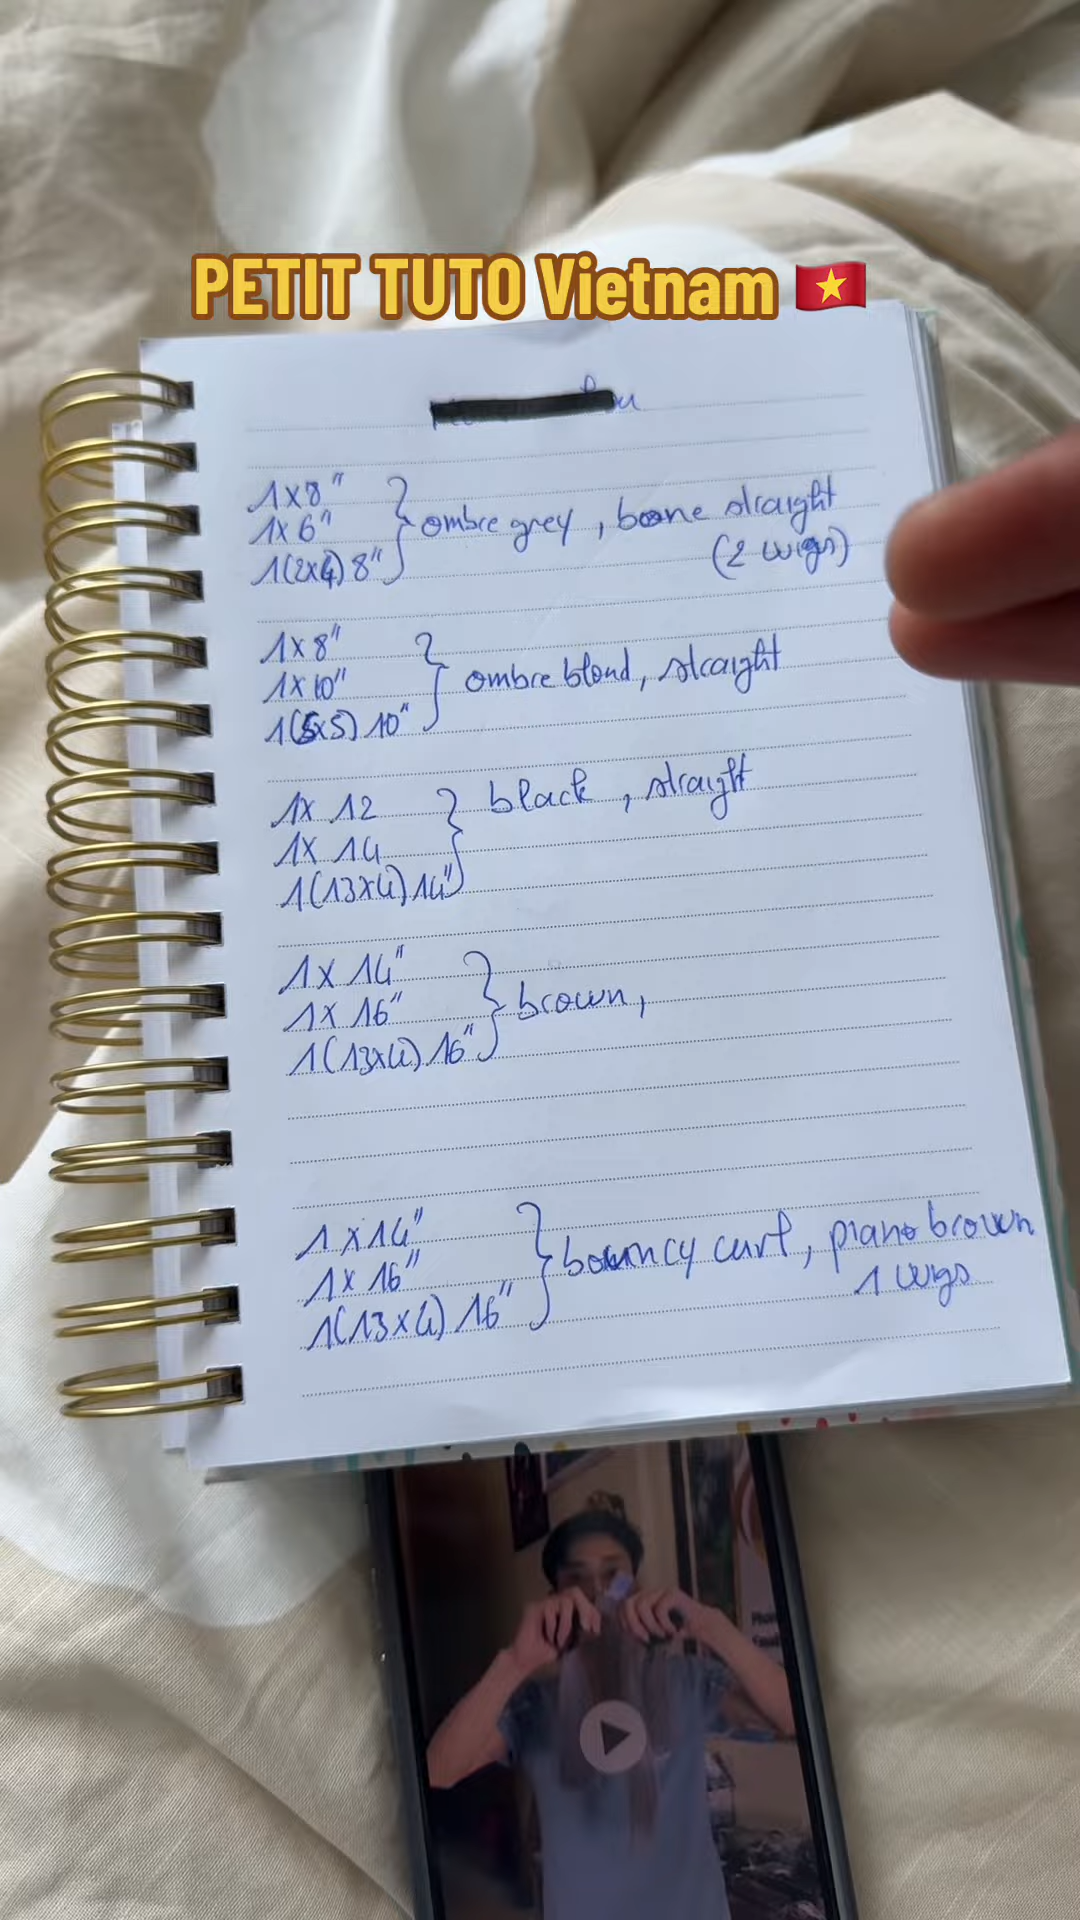 PETIT TUTO Vietnam 🇻🇳
1x8"
1x6" ombre grey, bone straight
1(2x4) 8" (2 wigs)
1x8"
1x10" ombre blond, straight
1(5x5) 10"
1x 12 black, straight
1x 14
1(13x4) 14"
1x 14"
1x 16" brown,
1(13x4) 16"
1x14"
1x 16" bouncy curl, piano brown
1(13x4) 16" 1 wigs